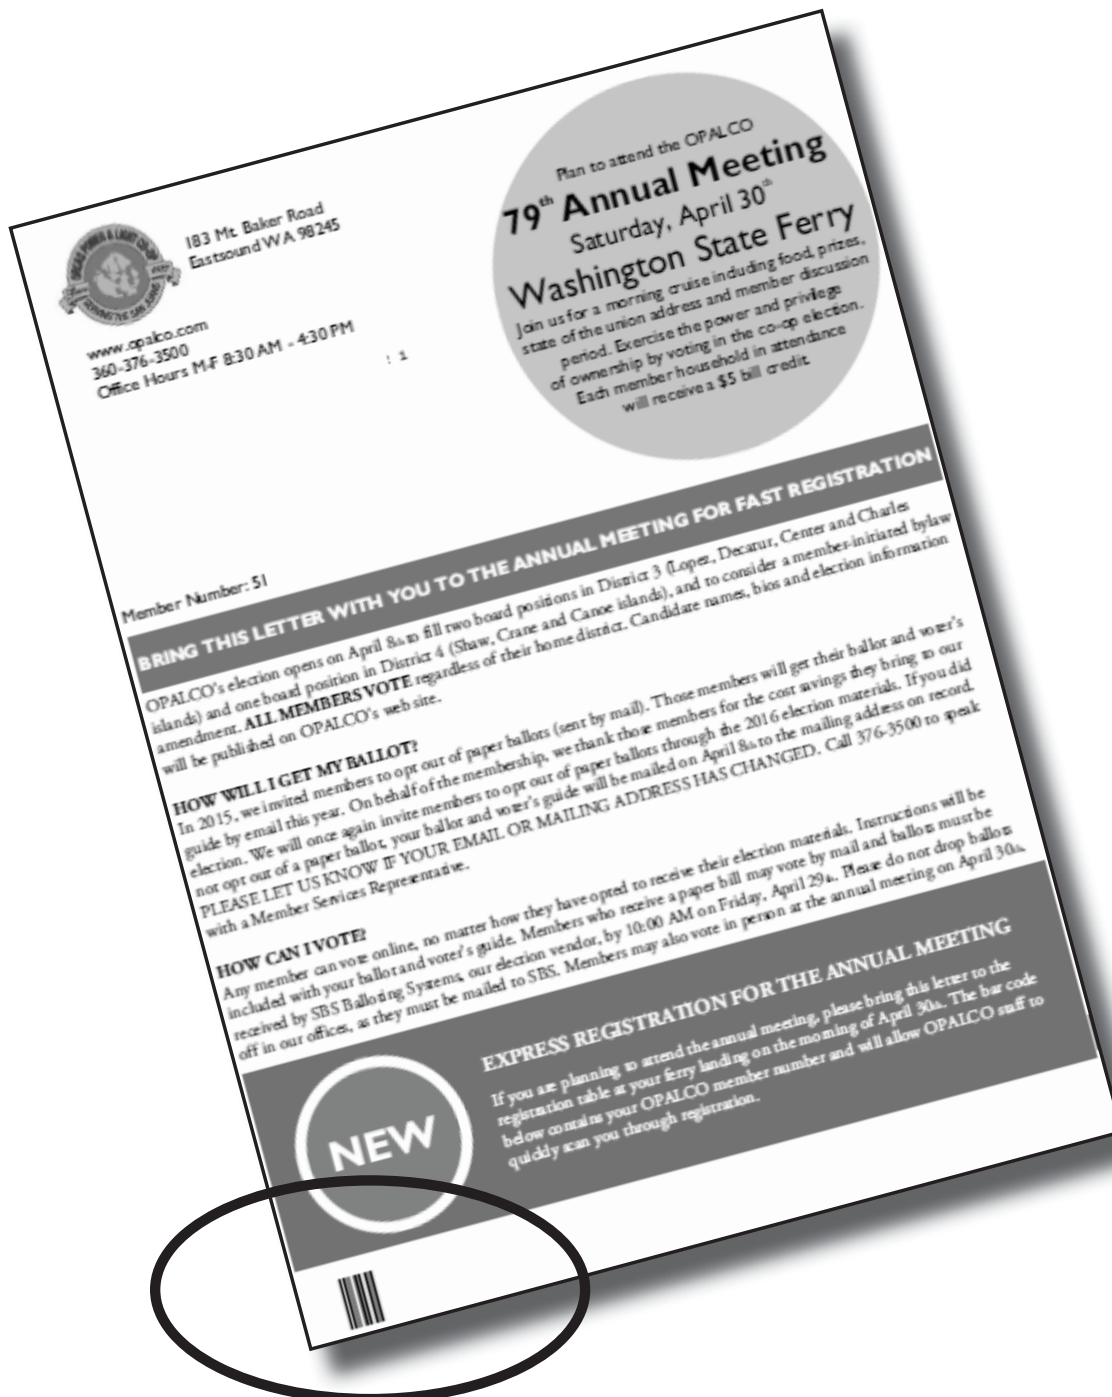 183 Mt. Baker Road
Eastsound WA 98245
www.opalco.com
360-376-3500
Office Hours M-F 8:30 AM - 4:30 PM
Plan to attend the OPALCO
79th Annual Meeting
Saturday, April 30th
Washington State Ferry
Join us for a morning cruise including food, prizes,
state of the union address and member discussion
period. Exercise the power and privilege
of ownership by voting in the co-op election.
Each member household in attendance
will receive a $5 bill credit.
Member Number: 51
BRING THIS LETTER WITH YOU TO THE ANNUAL MEETING FOR FAST REGISTRATION
OPALCO's election opens on April 8th to fill two board positions in District 3 (Lopez, Decatur, Center and Charles
islands) and one board position in District 4 (Shaw, Crane and Canoe islands), and to consider a member-initiated bylaw
amendment. ALL MEMBERS VOTE regardless of their home district. Candidate names, bios and election information
will be published on OPALCO's web site.
HOW WILL I GET MY BALLOT?
In 2015, we invited members to opt out of paper ballots (sent by mail). Those members will get their ballot and voter's
guide by email this year. On behalf of the membership, we thank those members for the cost savings they bring to our
election. We will once again invite members to opt out of paper ballots through the 2016 election materials. If you did
not opt out of a paper ballot, your ballot and voter's guide will be mailed on April 8th to the mailing address on record.
PLEASE LET US KNOW IF YOUR EMAIL OR MAILING ADDRESS HAS CHANGED. Call 376-3500 to speak
with a Member Services Representative.
HOW CAN I VOTE?
Any member can vote online, no matter how they have opted to receive their election materials. Instructions will be
included with your ballot and voter's guide. Members who receive a paper bill may vote by mail and ballots must be
received by SBS Balloting Systems, our election vendor, by 10:00 AM on Friday, April 29th. Please do not drop ballots
off in our offices, as they must be mailed to SBS. Members may also vote in person at the annual meeting on April 30th.
NEW
EXPRESS REGISTRATION FOR THE ANNUAL MEETING
If you are planning to attend the annual meeting, please bring this letter to the
registration table at your ferry landing on the morning of April 30th. The bar code
below contains your OPALCO member number and will allow OPALCO staff to
quickly scan you through registration.